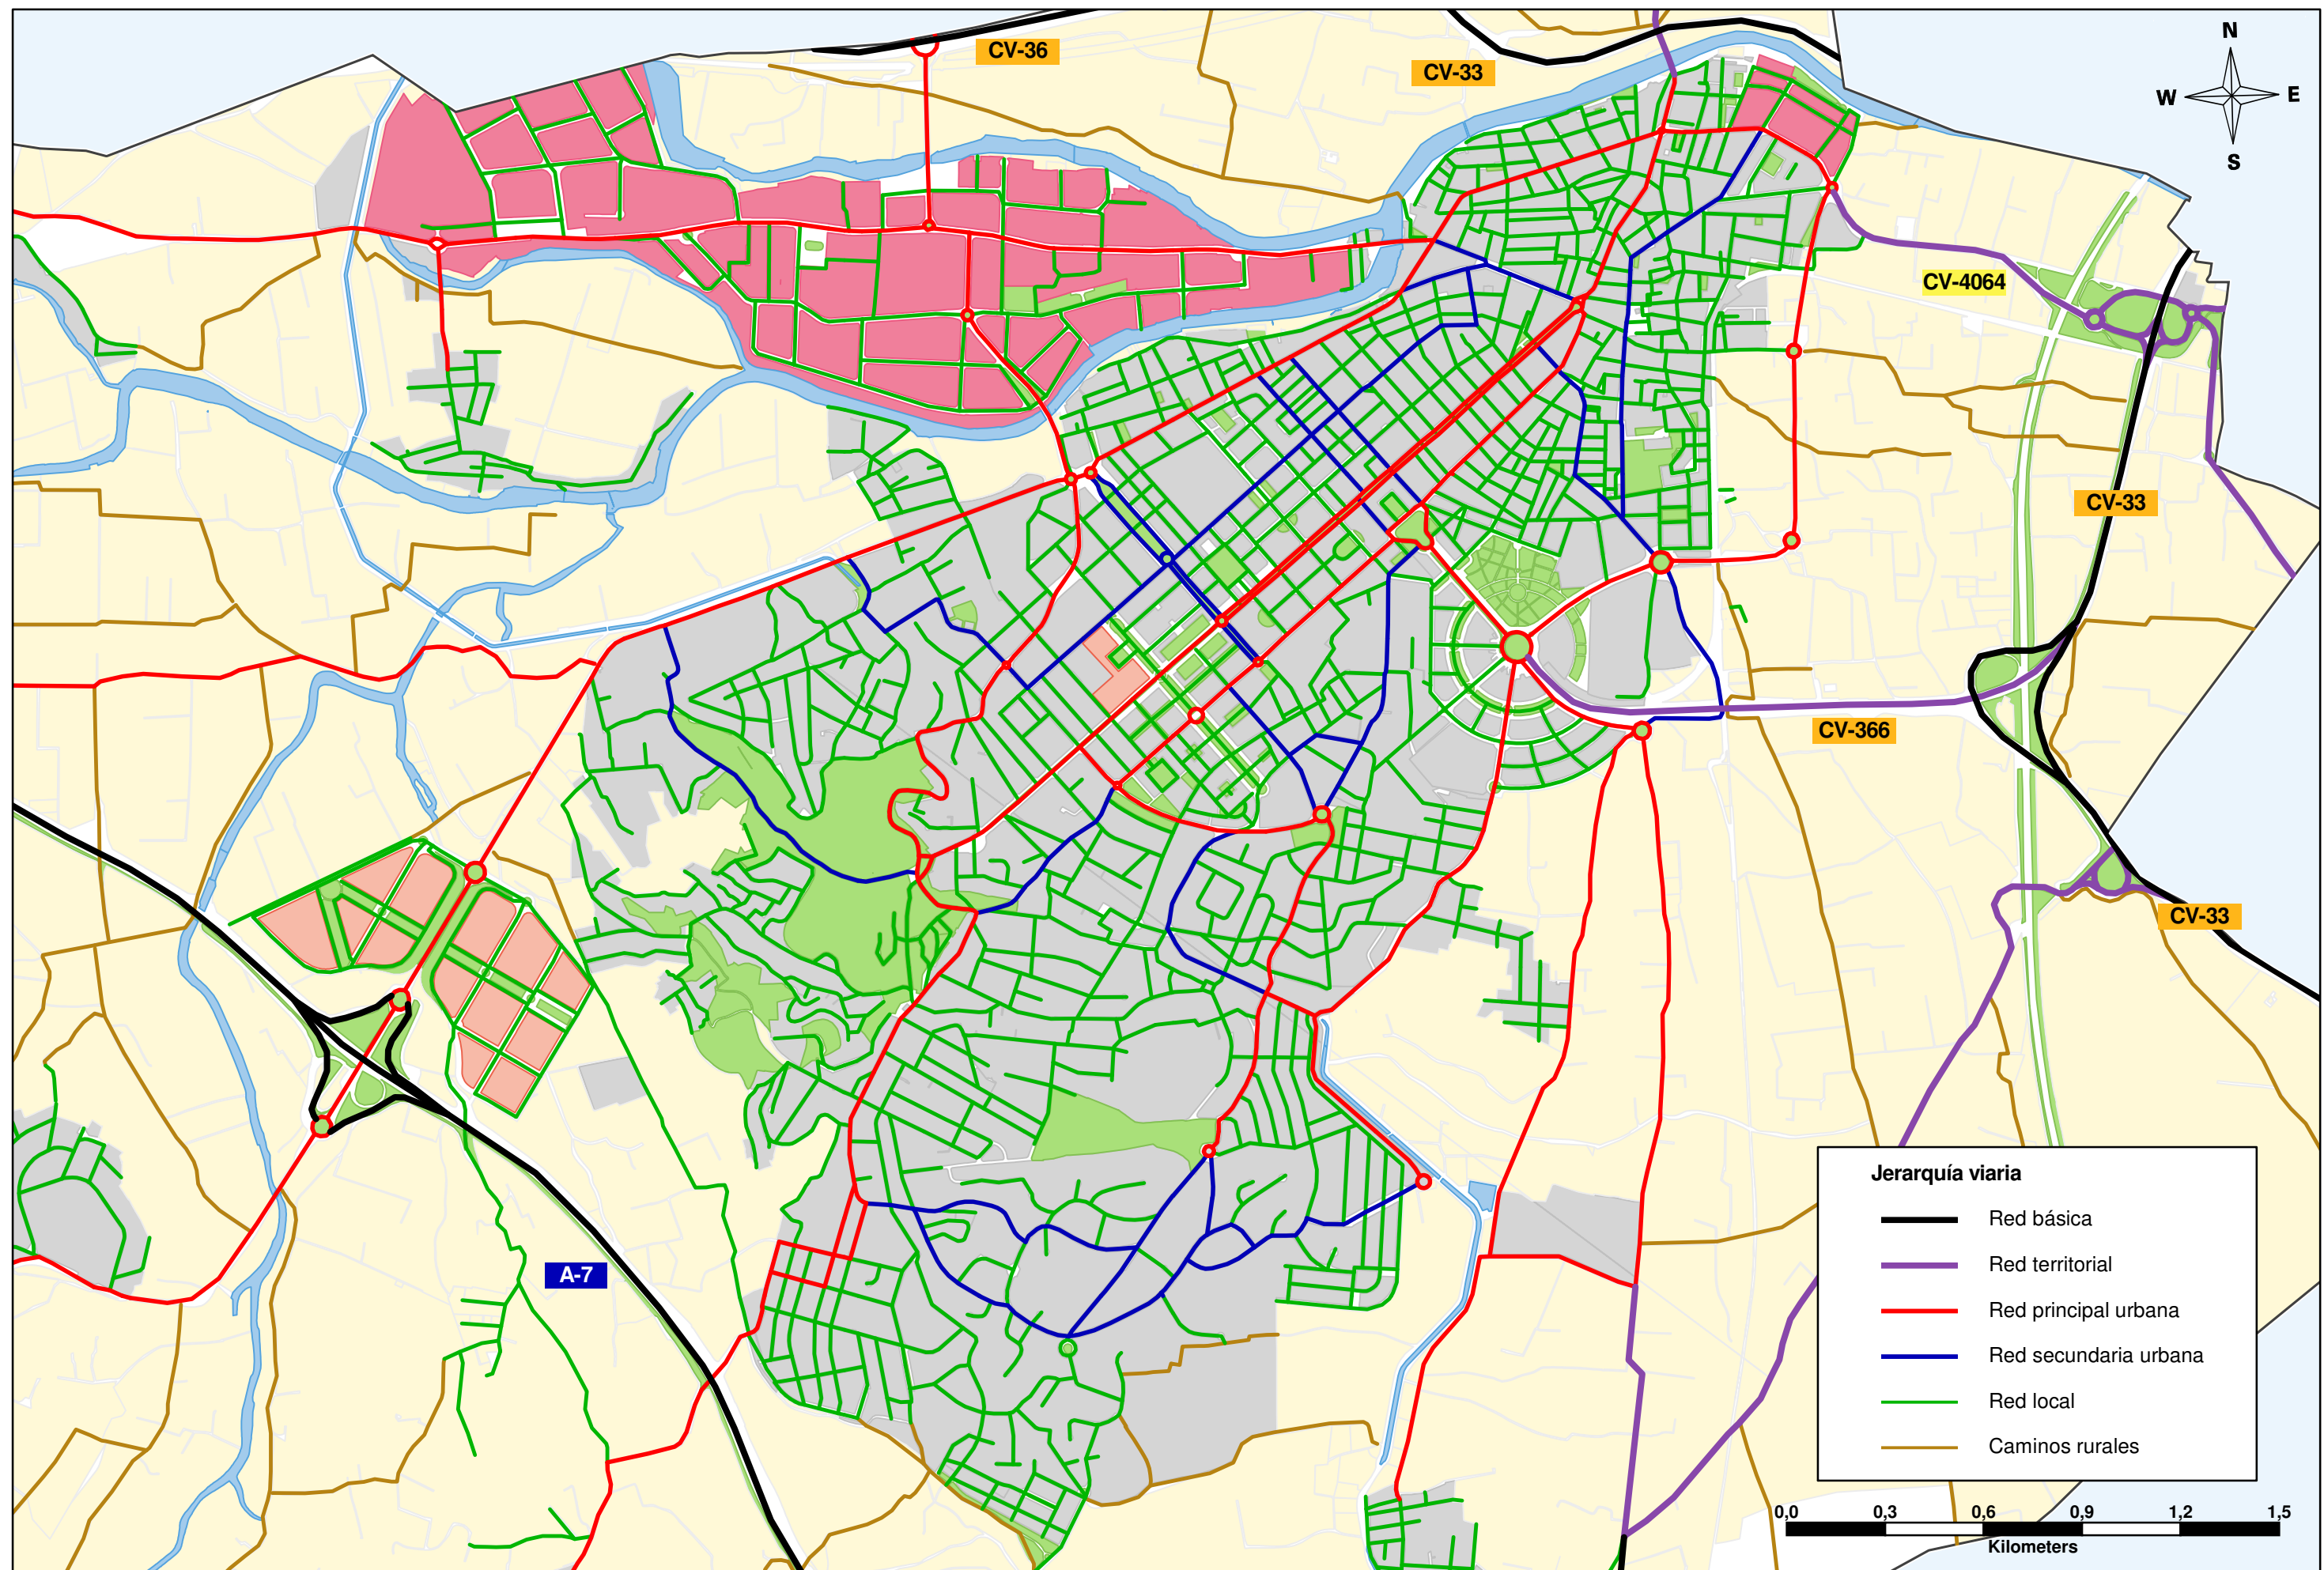 CV-36
CV-33
N
W
E
S
CV-4064
CV-33
CV-366
CV-33
A-7
Jerarquía viaria
Red básica
Red territorial
Red principal urbana
Red secundaria urbana
Red local
Caminos rurales
0,0 0,3 0,6 0,9 1,2 1,5
Kilometers